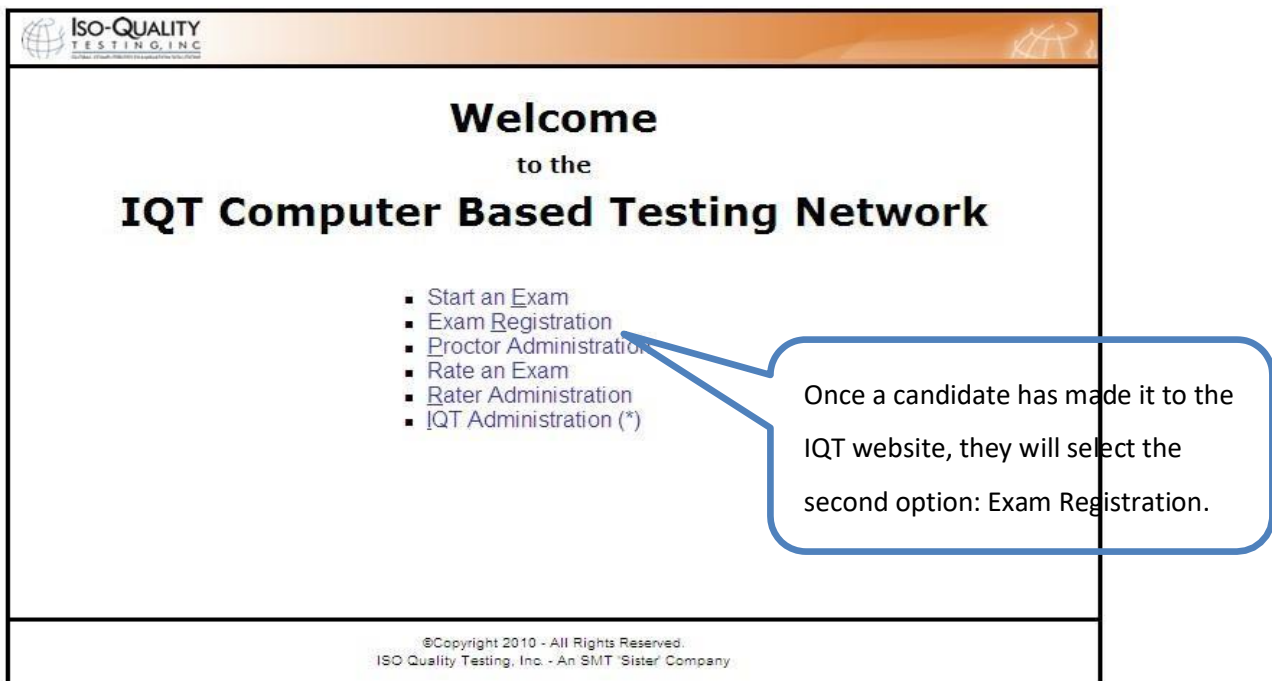 ISO-QUALITY
TESTING, INC
Welcome
to the
IQT Computer Based Testing Network
Start an Exam
Exam Registration
Proctor Administration
Rate an Exam
Rater Administration
IQT Administration (*)
Once a candidate has made it to the
IQT website, they will select the
second option: Exam Registration.
©Copyright 2010 - All Rights Reserved.
ISO Quality Testing, Inc. - An SMT 'Sister' Company